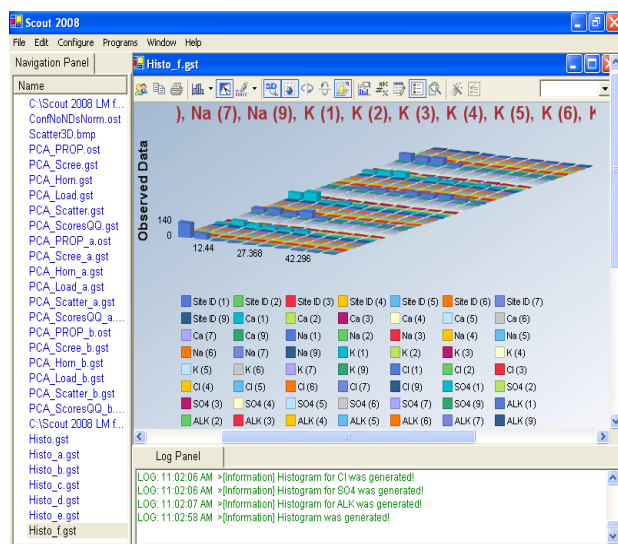 Scout 2008
File Edit Configure Programs Window Help
Navigation Panel
Name
C:\Scout 2008 LM f...
ConfNoNDsNorm.ost
Scatter3D.bmp
PCA_PROP.ost
PCA_Scree.gst
PCA_Horn.gst
PCA_Load.gst
PCA_Scatter.gst
PCA_ScoresQQ.gst
PCA_PROP_a.ost
PCA_Scree_a.gst
PCA_Horn_a.gst
PCA_Load_a.gst
PCA_Scatter_a.gst
PCA_ScoresQQ_a....
PCA_PROP_b.ost
PCA_Scree_b.gst
PCA_Horn_b.gst
PCA_Load_b.gst
PCA_Scatter_b.gst
PCA_ScoresQQ_b....
C:\Scout 2008 LM f...
Histo.gst
Histo_a.gst
Histo_b.gst
Histo_c.gst
Histo_d.gst
Histo_e.gst
Histo_f.gst
Histo_f.gst
3D
ABC
), Na (7), Na (9), K (1), K (2), K (3), K (4), K (5), K (6), K
Observed Data
140
0
12.44
27.368
42.296
Site ID (1) Site ID (2) Site ID (3) Site ID (4) Site ID (5) Site ID (6) Site ID (7)
Site ID (9) Ca (1) Ca (2) Ca (3) Ca (4) Ca (5) Ca (6)
Ca (7) Ca (9) Na (1) Na (2) Na (3) Na (4) Na (5)
Na (6) Na (7) Na (9) K (1) K (2) K (3) K (4)
K (5) K (6) K (7) K (9) Cl (1) Cl (2) Cl (3)
Cl (4) Cl (5) Cl (6) Cl (7) Cl (9) SO4 (1) SO4 (2)
SO4 (3) SO4 (4) SO4 (5) SO4 (6) SO4 (7) SO4 (9) ALK (1)
ALK (2) ALK (3) ALK (4) ALK (5) ALK (6) ALK (7) ALK (9)
Log Panel
LOG: 11:02:06 AM >[Information] Histogram for Cl was generated!
LOG: 11:02:06 AM >[Information] Histogram for SO4 was generated!
LOG: 11:02:07 AM >[Information] Histogram for ALK was generated!
LOG: 11:02:58 AM >[Information] Histogram was generated!